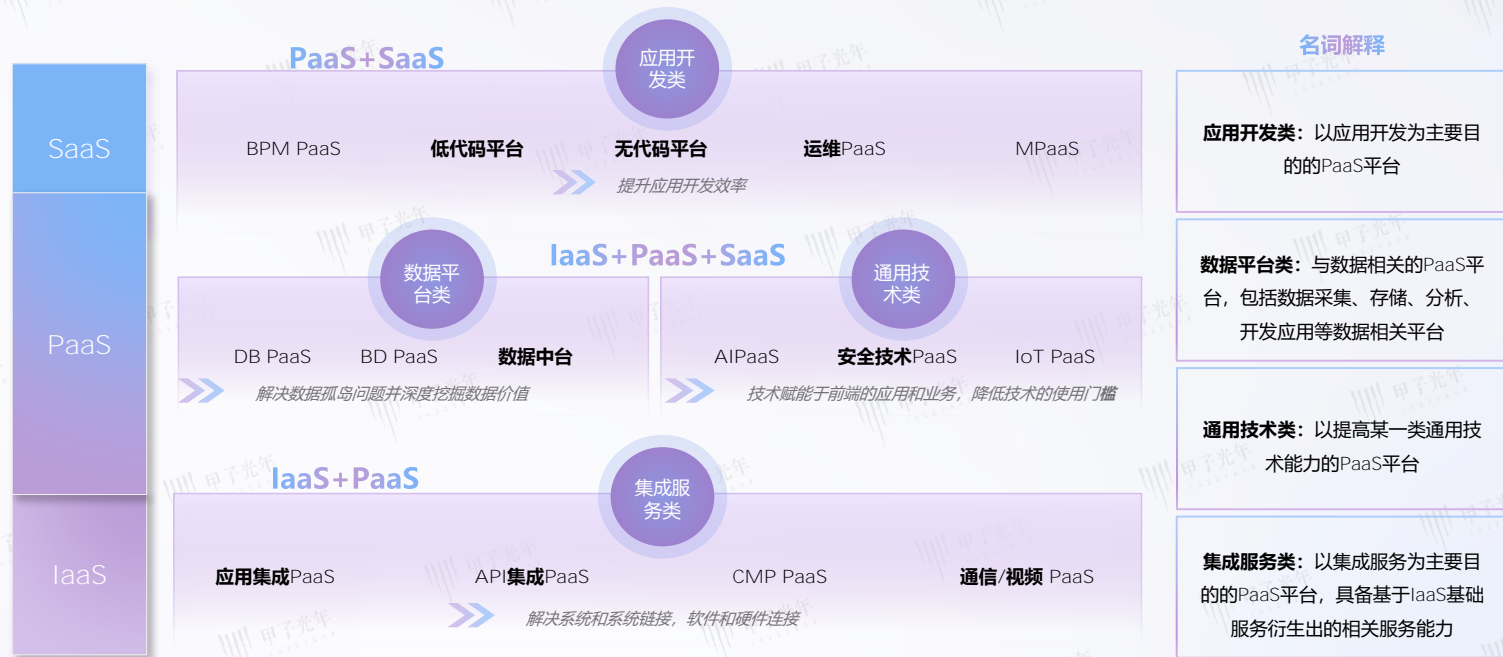 SaaS
PaaS
IaaS
PaaS+SaaS
应用开
发类
BPM PaaS
低代码平台
无代码平台
运维PaaS
MPaaS
提升应用开发效率
IaaS+PaaS+SaaS
数据平
台类
DB PaaS
BD PaaS
数据中台
解决数据孤岛问题并深度挖掘数据价值
通用技
术类
AIPaaS
安全技术PaaS
IoT PaaS
技术赋能于前端的应用和业务，降低技术的使用门槛
IaaS+PaaS
集成服
务类
应用集成PaaS
API集成PaaS
CMP PaaS
通信/视频 PaaS
解决系统和系统链接，软件和硬件连接
名词解释
应用开发类：以应用开发为主要目
的的PaaS平台
数据平台类：与数据相关的PaaS平
台，包括数据采集、存储、分析、
开发应用等数据相关平台
通用技术类：以提高某一类通用技
术能力的PaaS平台
集成服务类：以集成服务为主要目
的的PaaS平台，具备基于IaaS基础
服务衍生出的相关服务能力
甲子光年